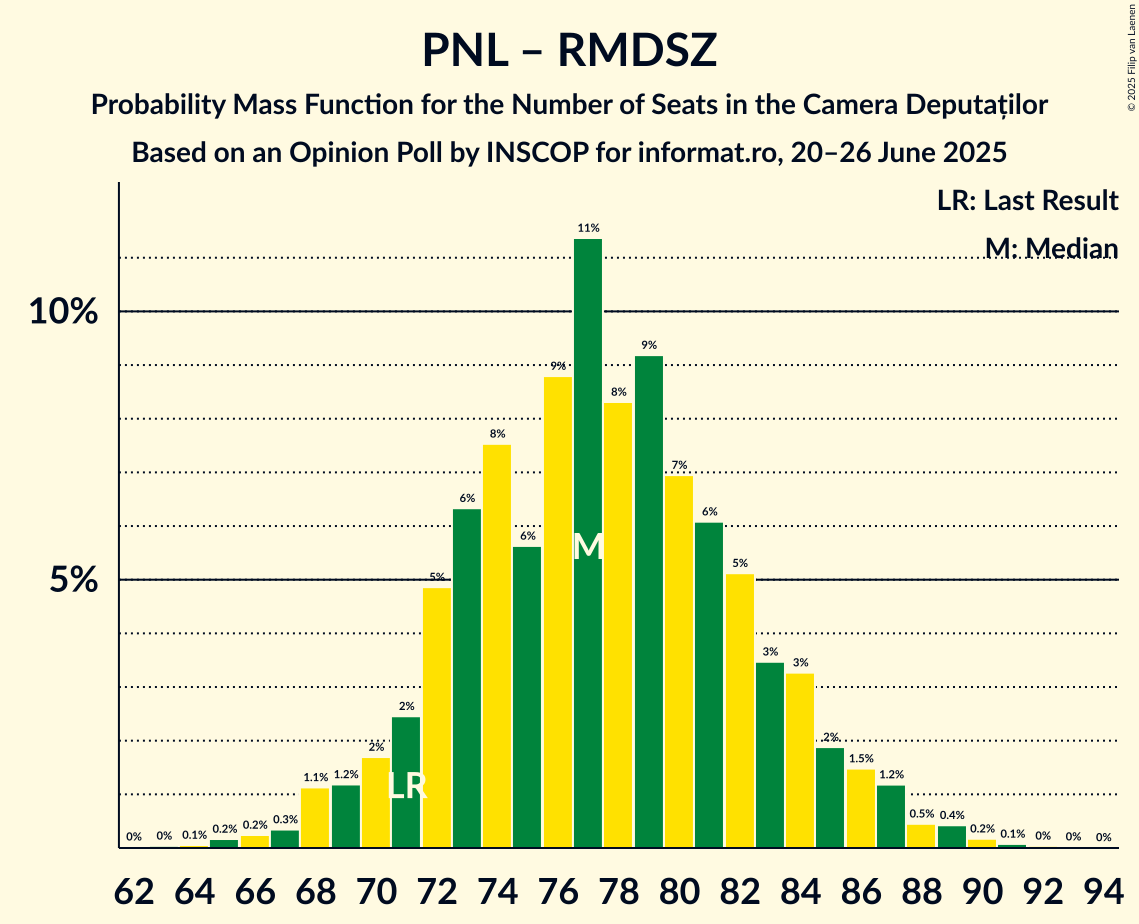 PNL – RMDSZ
Probability Mass Function for the Number of Seats in the Camera Deputaților
Based on an Opinion Poll by INSCOP for informat.ro, 20–26 June 2025
© 2025 Filip van Laenen
LR: Last Result
M: Median
10%
5%
0% 0% 0.1% 0.2% 0.2% 0.3% 1.1% 1.2% 2% 2% 5% 6% 8% 6% 9% 11% 8% 9% 7% 6% 5% 3% 3% 2% 1.5% 1.2% 0.5% 0.4% 0.2% 0.1% 0% 0% 0%
M
LR
62 64 66 68 70 72 74 76 78 80 82 84 86 88 90 92 94